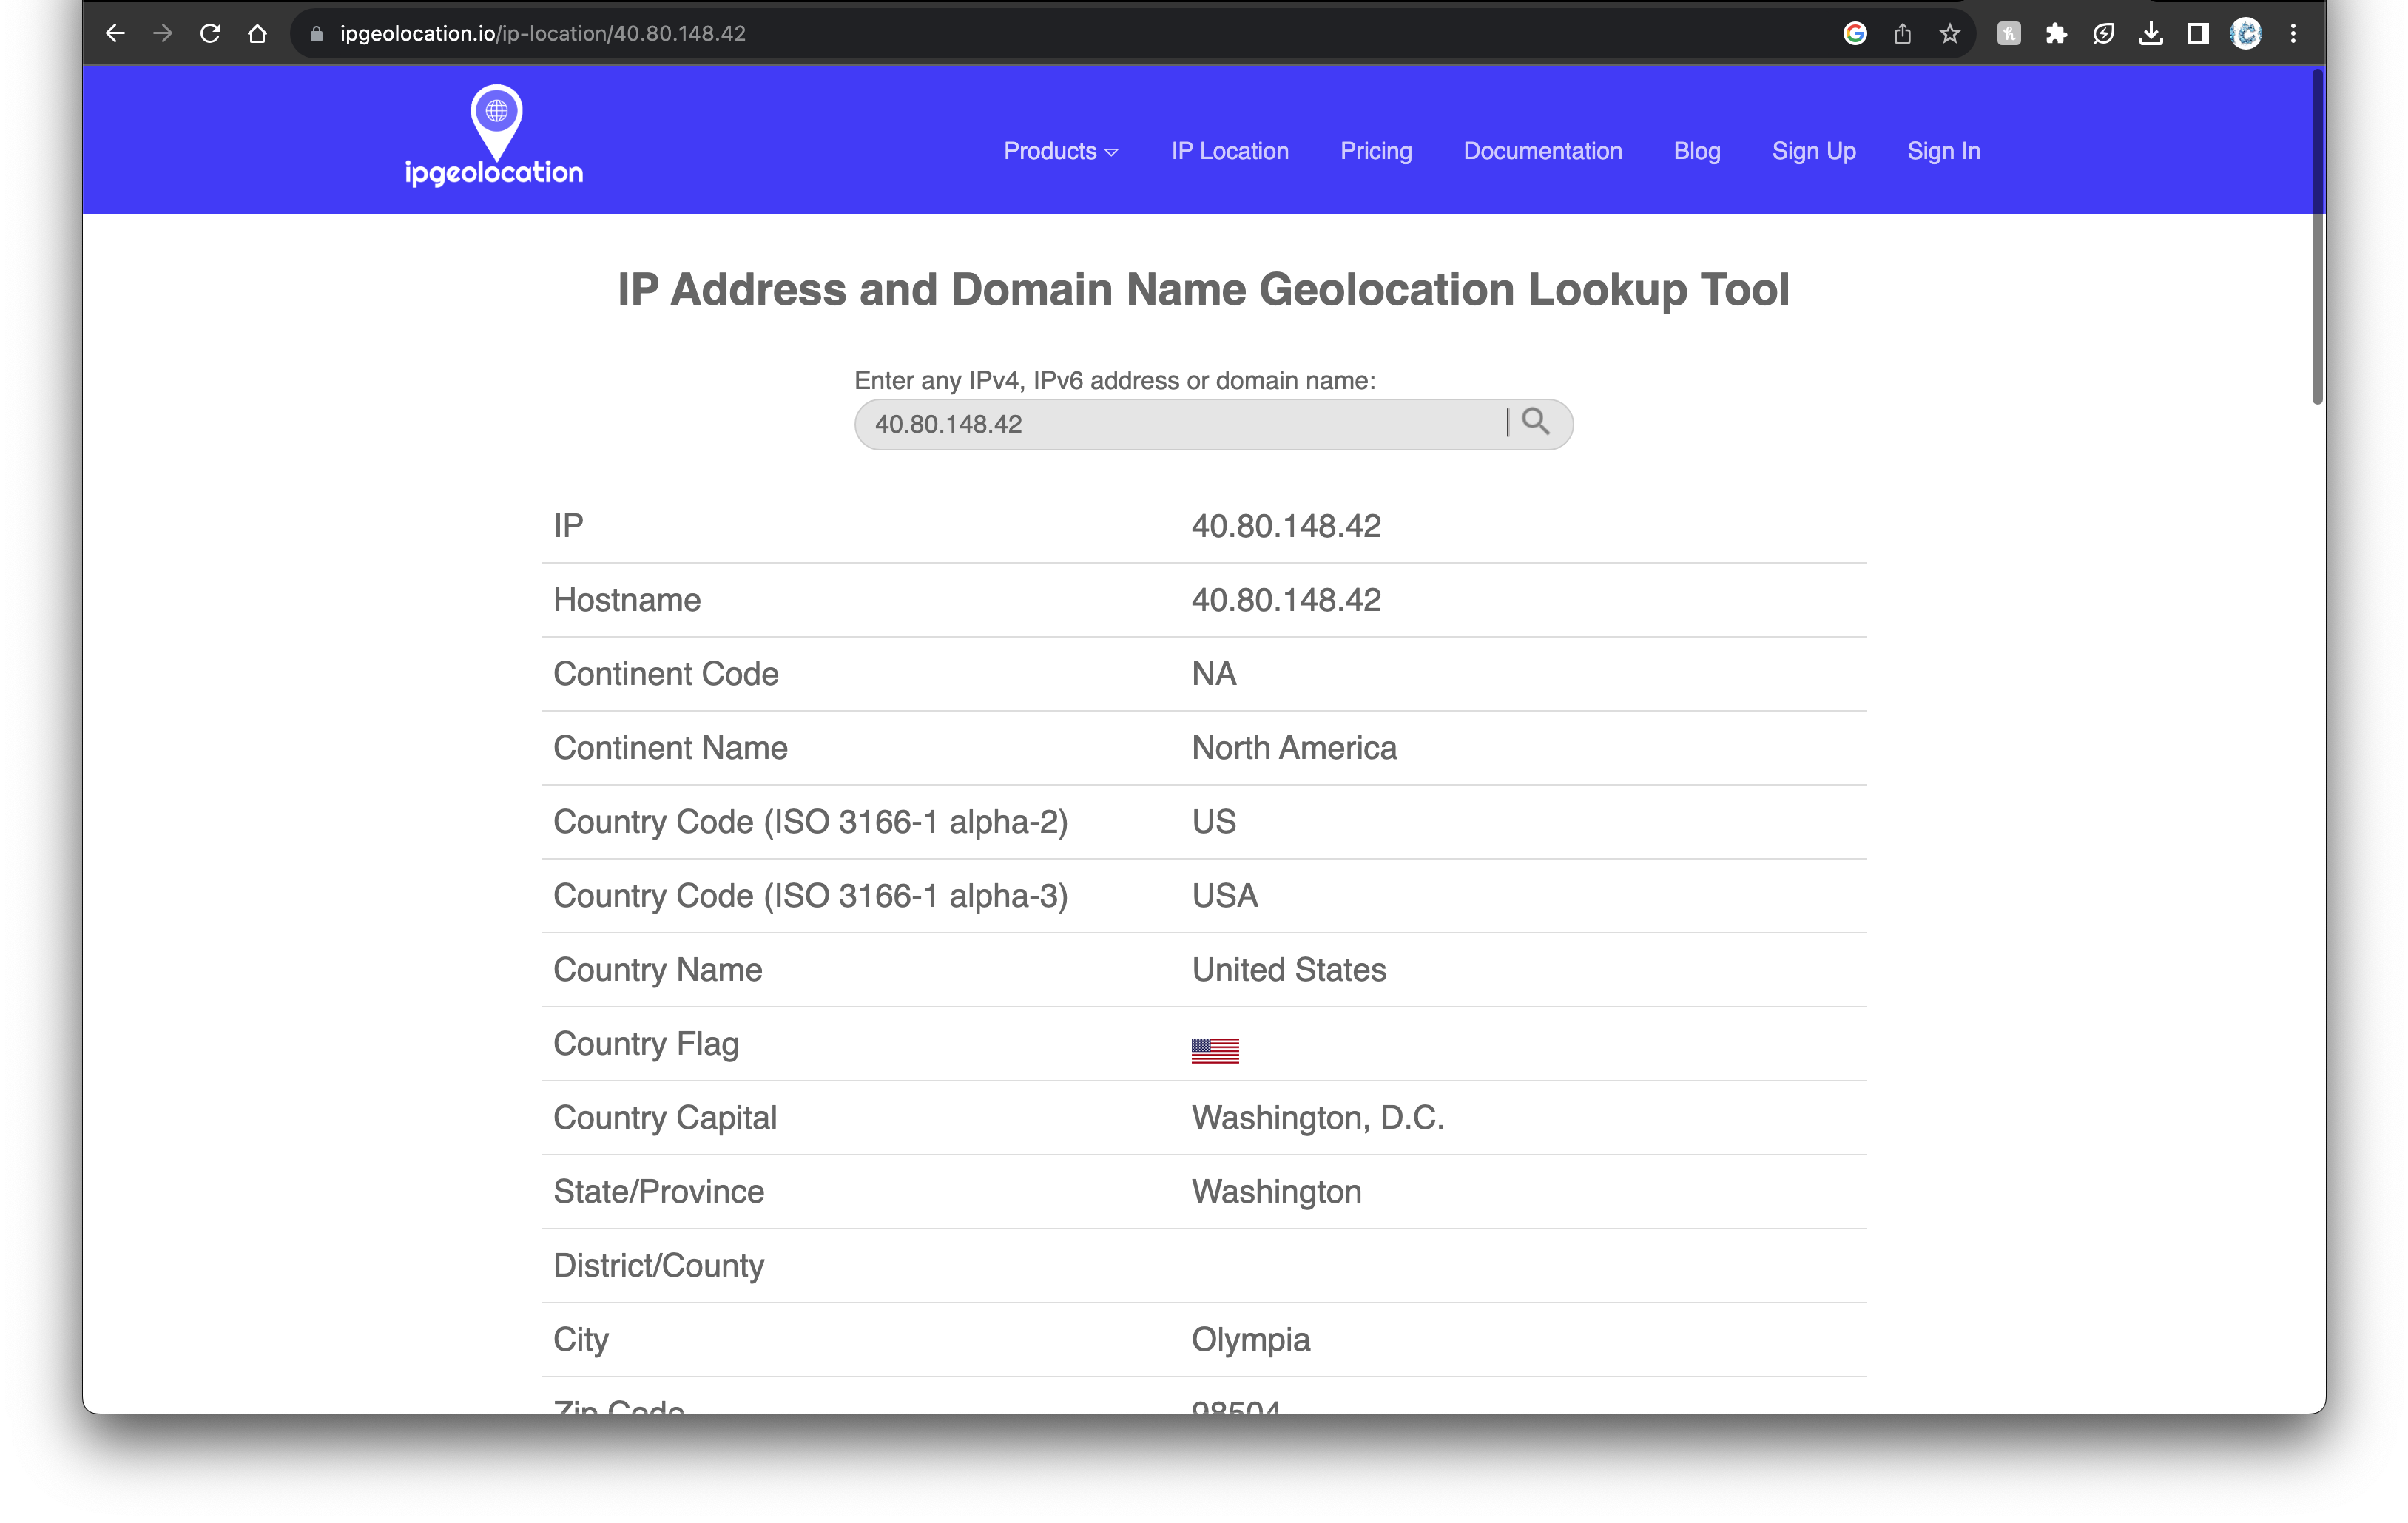 ipgeolocation.io/ip-location/40.80.148.42
ipgeolocation
Products IP Location Pricing Documentation Blog Sign Up Sign In
IP Address and Domain Name Geolocation Lookup Tool
Enter any IPv4, IPv6 address or domain name:
40.80.148.42
IP 40.80.148.42
Hostname 40.80.148.42
Continent Code NA
Continent Name North America
Country Code (ISO 3166-1 alpha-2) US
Country Code (ISO 3166-1 alpha-3) USA
Country Name United States
Country Flag
Country Capital Washington, D.C.
State/Province Washington
District/County
City Olympia
Zip Code 98504